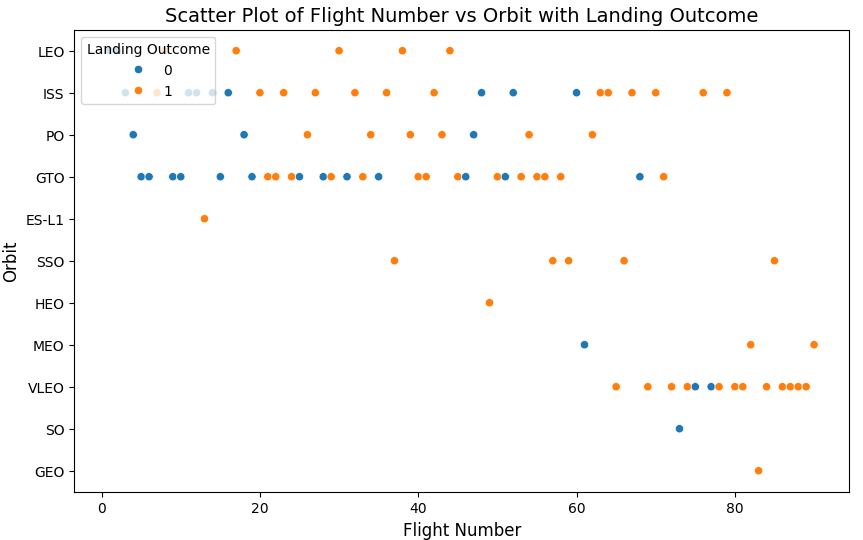 Scatter Plot of Flight Number vs Orbit with Landing Outcome
Landing Outcome
0
1
LEO
ISS
PO
GTO
ES-L1
SSO
HEO
MEO
VLEO
SO
GEO
Orbit
0 20 40 60 80
Flight Number